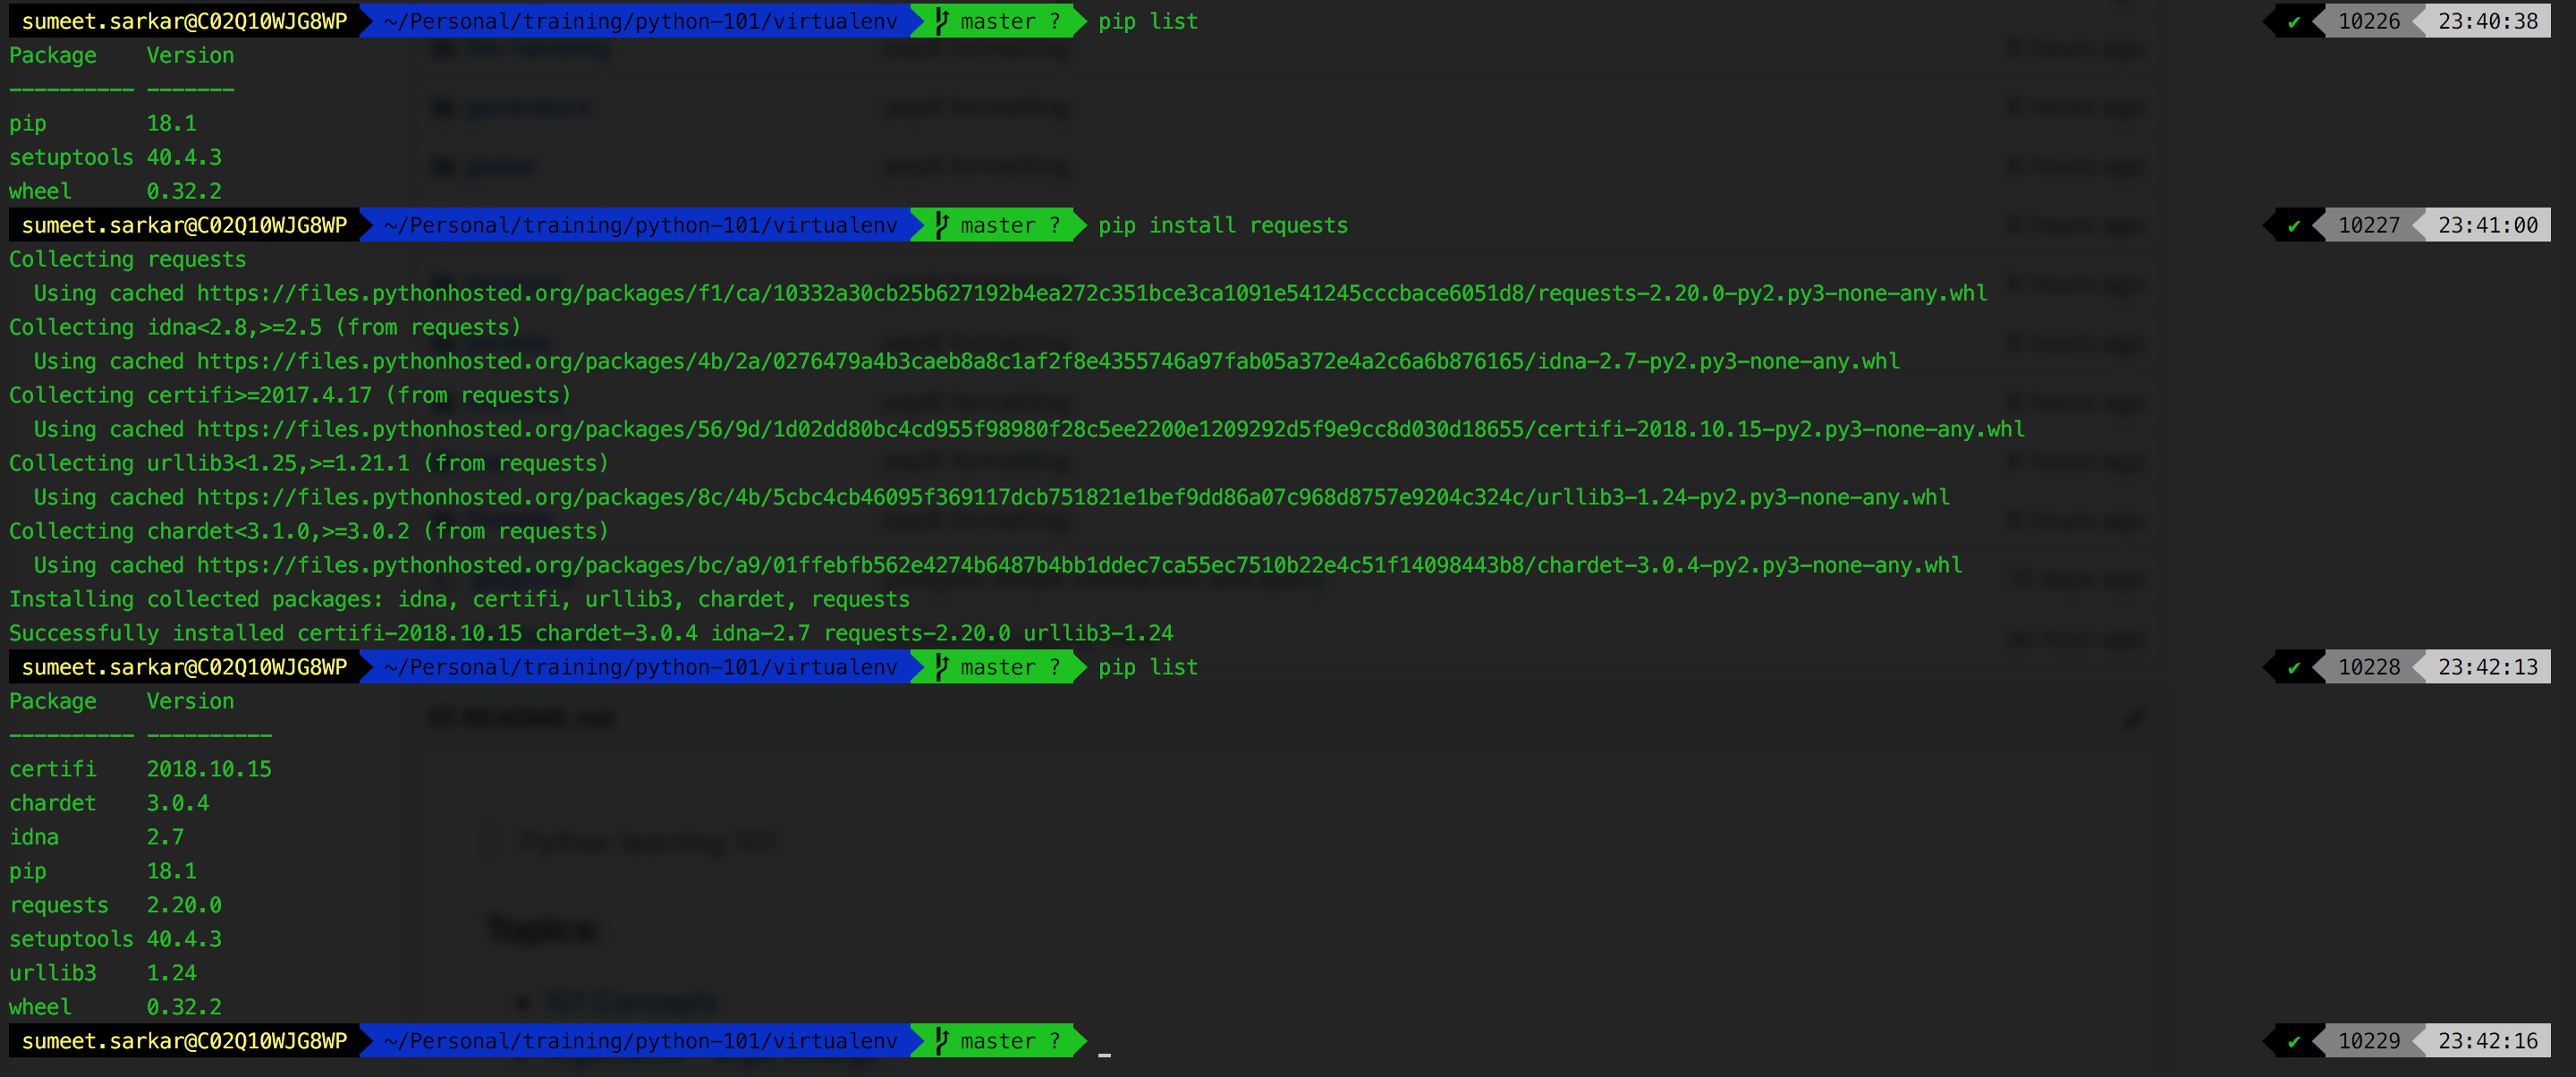 sumeet.sarkar@C02Q10WJG8WP ~/Personal/training/python-101/virtualenv master ? pip list ✔ 10226 23:40:38
Package    Version
---------- -------
pip        18.1
setuptools 40.4.3
wheel      0.32.2
sumeet.sarkar@C02Q10WJG8WP ~/Personal/training/python-101/virtualenv master ? pip install requests ✔ 10227 23:41:00
Collecting requests
  Using cached https://files.pythonhosted.org/packages/f1/ca/10332a30cb25b627192b4ea272c351bce3ca1091e541245cccbace6051d8/requests-2.20.0-py2.py3-none-any.whl
Collecting idna<2.8,>=2.5 (from requests)
  Using cached https://files.pythonhosted.org/packages/4b/2a/0276479a4b3caeb8a8c1af2f8e4355746a97fab05a372e4a2c6a6b876165/idna-2.7-py2.py3-none-any.whl
Collecting certifi>=2017.4.17 (from requests)
  Using cached https://files.pythonhosted.org/packages/56/9d/1d02dd80bc4cd955f98980f28c5ee2200e1209292d5f9e9cc8d030d18655/certifi-2018.10.15-py2.py3-none-any.whl
Collecting urllib3<1.25,>=1.21.1 (from requests)
  Using cached https://files.pythonhosted.org/packages/8c/4b/5cbc4cb46095f369117dcb751821e1bef9dd86a07c968d8757e9204c324c/urllib3-1.24-py2.py3-none-any.whl
Collecting chardet<3.1.0,>=3.0.2 (from requests)
  Using cached https://files.pythonhosted.org/packages/bc/a9/01ffebfb562e4274b6487b4bb1ddec7ca55ec7510b22e4c51f14098443b8/chardet-3.0.4-py2.py3-none-any.whl
Installing collected packages: idna, certifi, urllib3, chardet, requests
Successfully installed certifi-2018.10.15 chardet-3.0.4 idna-2.7 requests-2.20.0 urllib3-1.24
sumeet.sarkar@C02Q10WJG8WP ~/Personal/training/python-101/virtualenv master ? pip list ✔ 10228 23:42:13
Package    Version
---------- ----------
certifi    2018.10.15
chardet    3.0.4
idna       2.7
pip        18.1
requests   2.20.0
setuptools 40.4.3
urllib3    1.24
wheel      0.32.2
sumeet.sarkar@C02Q10WJG8WP ~/Personal/training/python-101/virtualenv master ? _ ✔ 10229 23:42:16
README.md
Python learning 101
Topics:
101 Concepts